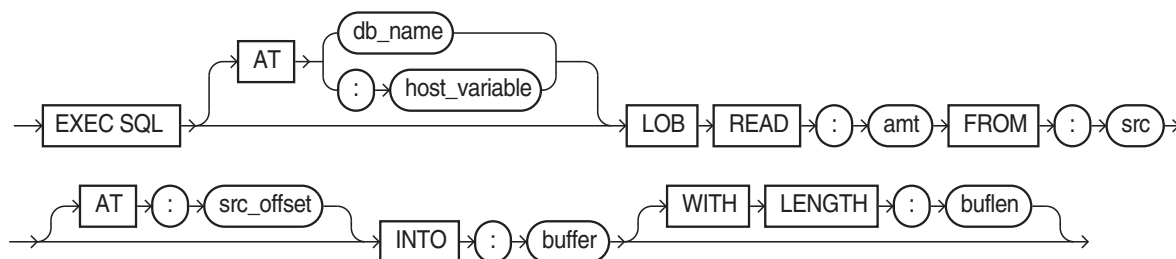 db_name
AT
: host_variable
EXEC SQL LOB READ : amt FROM : src
AT : src_offset WITH LENGTH : buflen
INTO : buffer